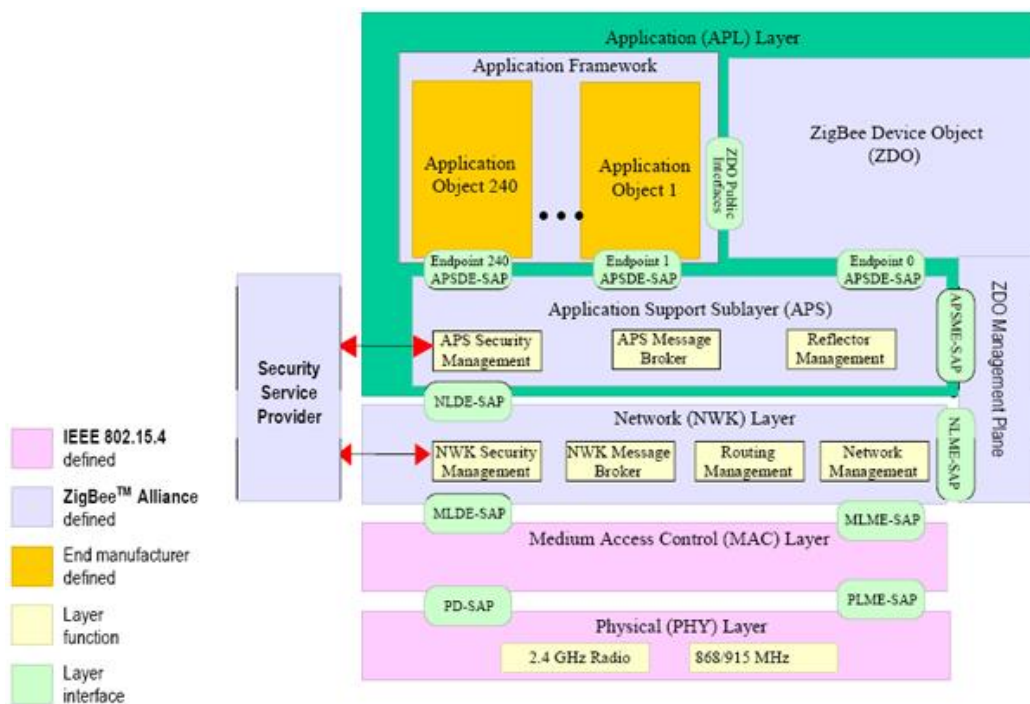 Application (APL) Layer
Application Framework
Application
Object 240
Application
Object 1
ZDO Public
Interfaces
ZigBee Device Object
(ZDO)
Endpoint 240
APSDE-SAP
Endpoint 1
APSDE-SAP
Endpoint 0
APSDE-SAP
Application Support Sublayer (APS)
APS Security
Management
APS Message
Broker
Reflector
Management
APSME-SAP
ZDO Management Plane
Security
Service
Provider
NLDE-SAP
Network (NWK) Layer
NWK Security
Management
NWK Message
Broker
Routing
Management
Network
Management
NLME-SAP
MLDE-SAP
MLME-SAP
Medium Access Control (MAC) Layer
PD-SAP
PLME-SAP
Physical (PHY) Layer
2.4 GHz Radio
868/915 MHz
IEEE 802.15.4
defined
ZigBee™ Alliance
defined
End manufacturer
defined
Layer
function
Layer
interface